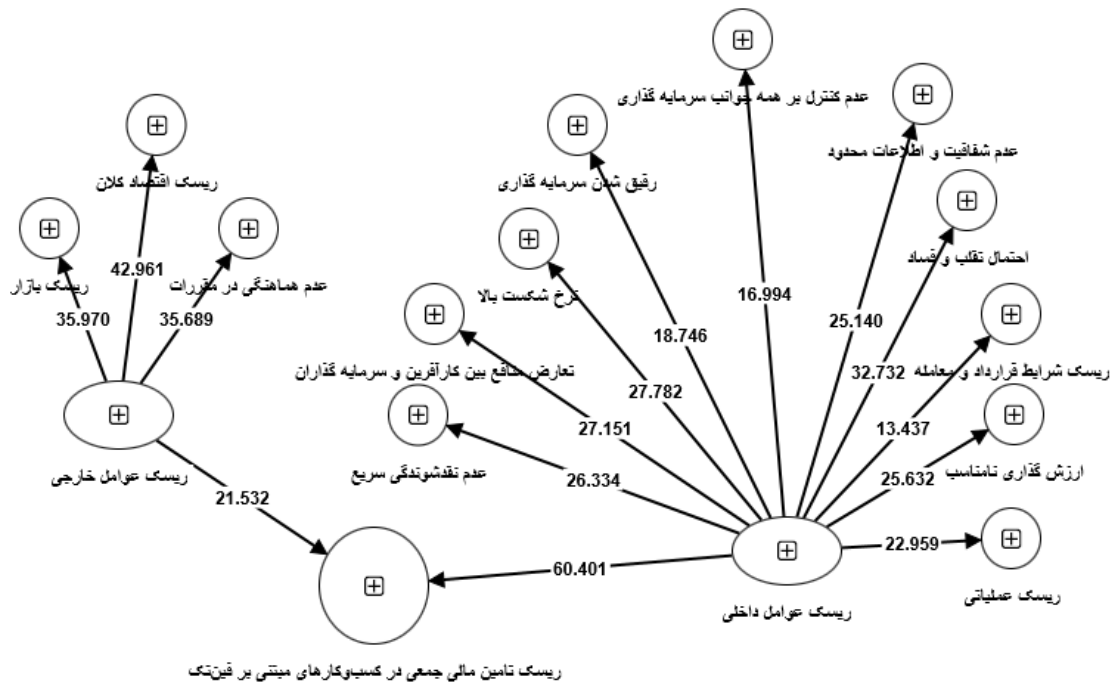 عدم کنترل بر همه جوانب سرمایه گذاری
عدم شفافیت و اطلاعات محدود
ریسک اقتصاد کلان
رقیق شدن سرمایه گذاری
احتمال تقلب و فساد
ریسک بازار
عدم هماهنگی در مقررات
نرخ شکست بالا
42.961
16.994
35.970
35.689
25.140
18.746
تعارض منافع بین کارآفرین و سرمایه گذاران
ریسک شرایط قرارداد و معامله
32.732
27.782
27.151
13.437
ریسک عوامل خارجی
عدم نقدشوندگی سریع
ارزش گذاری نامناسب
26.334
25.632
21.532
22.959
60.401
ریسک عملیاتی
ریسک عوامل داخلی
ریسک تامین مالی جمعی در کسب‌وکارهای مبتنی بر فین‌تک